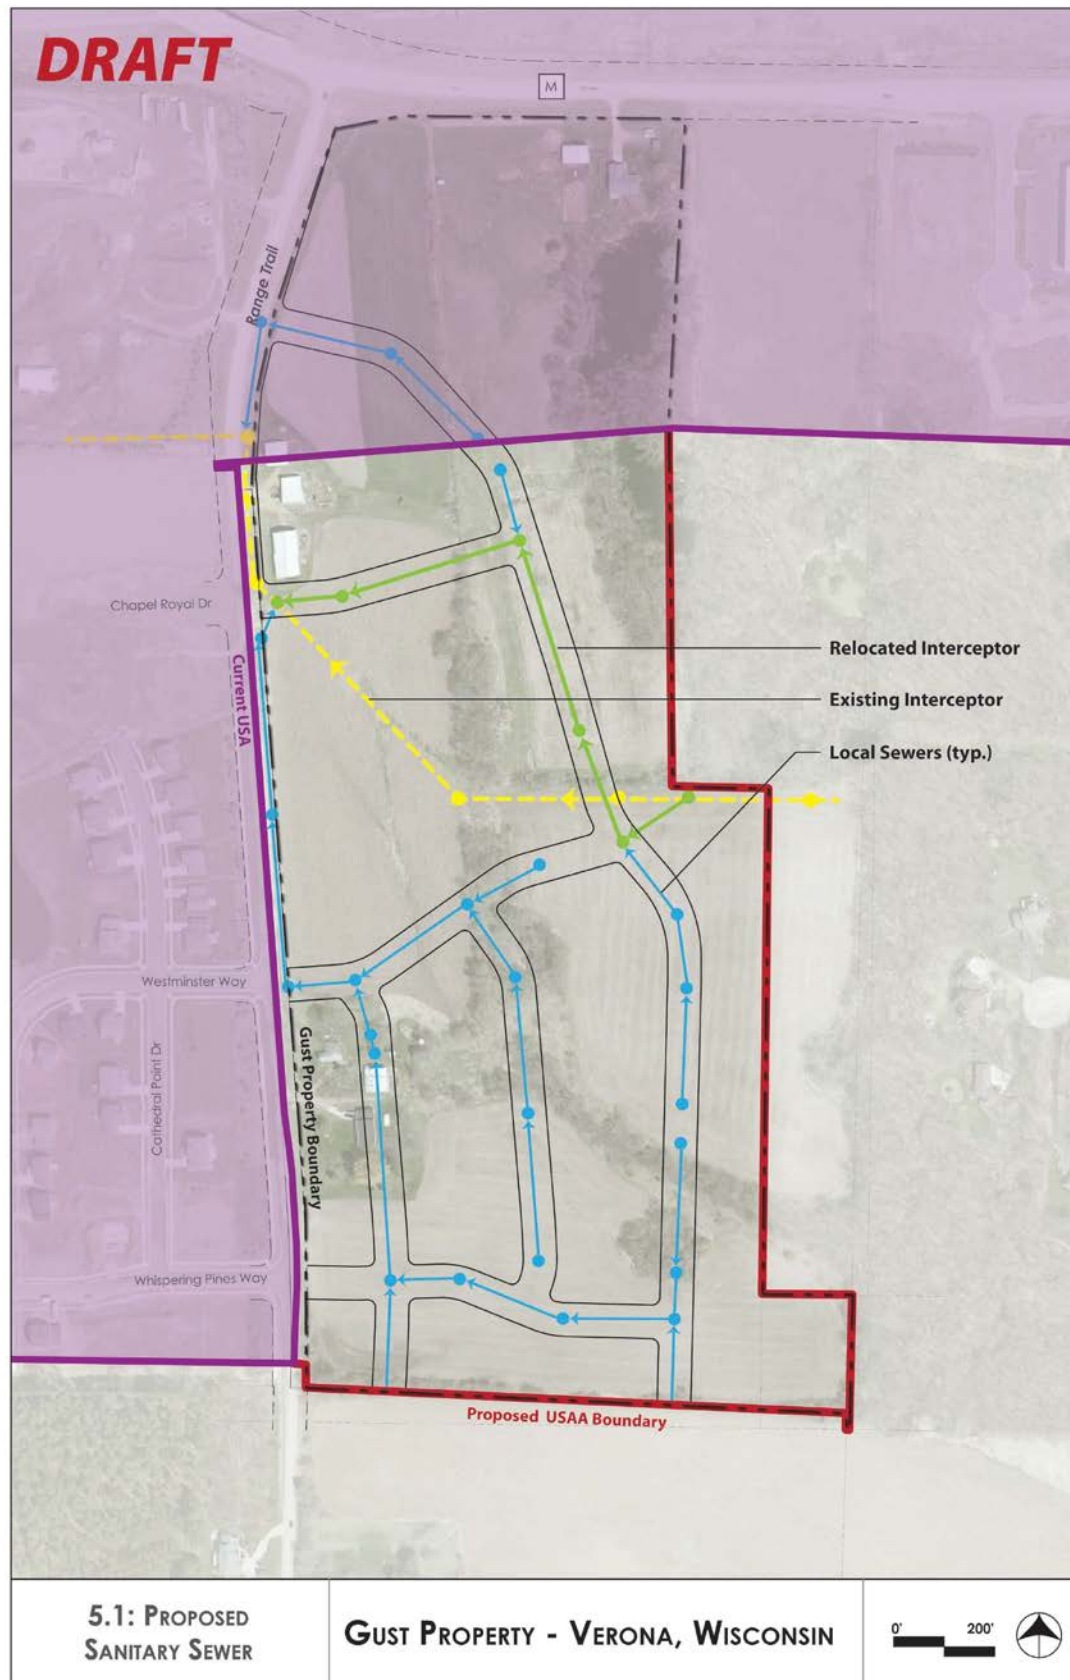 DRAFT
M
Range Trail
Chapel Royal Dr
Current USA
Relocated Interceptor
Existing Interceptor
Local Sewers (typ.)
Westminster Way
Cathedral Point Dr
Gust Property Boundary
Whispering Pines Way
Proposed USAA Boundary
5.1: PROPOSED
SANITARY SEWER
GUST PROPERTY - VERONA, WISCONSIN
0' 200'